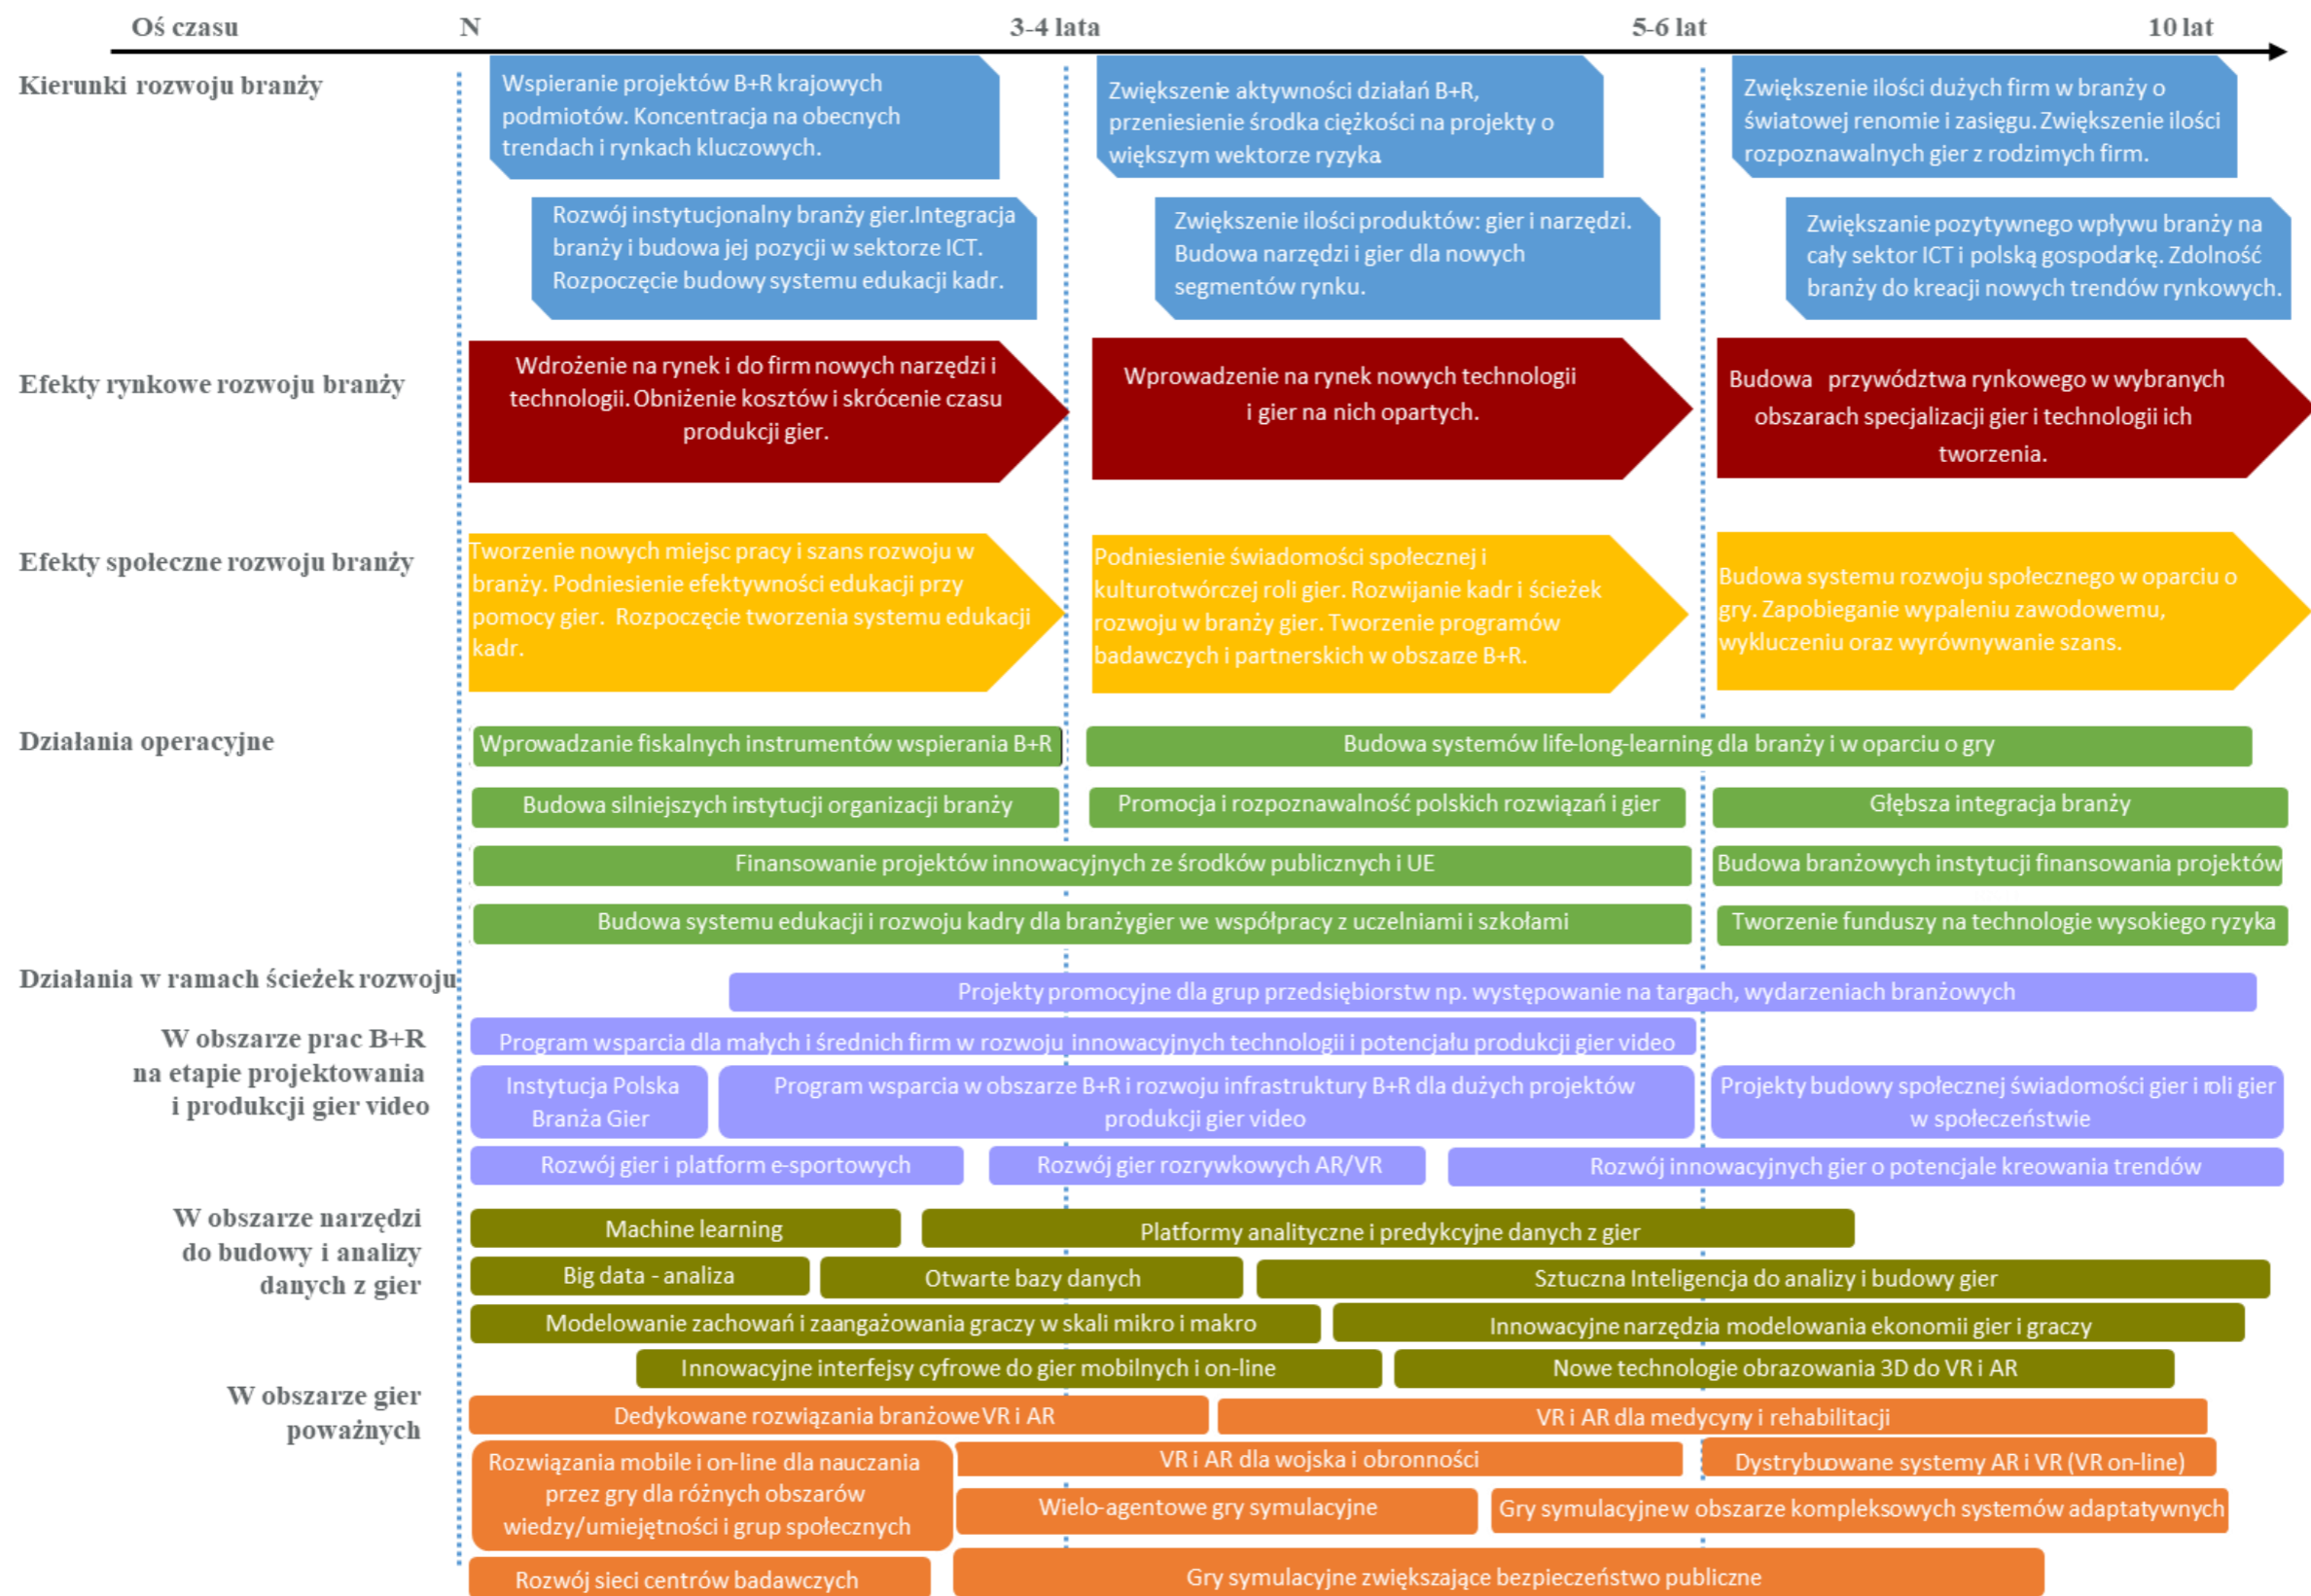 Oś czasu
N
3-4 lata
5-6 lat
10 lat
Kierunki rozwoju branży
Wspieranie projektów B+R krajowych
podmiotów. Koncentracja na obecnych
trendach i rynkach kluczowych.
Zwiększenie aktywności działań B+R,
przeniesienie środka ciężkości na projekty o
większym wektorze ryzyka.
Zwiększenie ilości dużych firm w branży o
światowej renomie i zasięgu. Zwiększenie ilości
rozpoznawalnych gier z rodzimych firm.
Rozwój instytucjonalny branży gier.Integracja
branży i budowa jej pozycji w sektorze ICT.
Rozpoczęcie budowy systemu edukacji kadr.
Zwiększenie ilości produktów: gier i narzędzi.
Budowa narzędzi i gier dla nowych
segmentów rynku.
Zwiększanie pozytywnego wpływu branży na
cały sektor ICT i polską gospodarkę. Zdolność
branży do kreacji nowych trendów rynkowych.
Efekty rynkowe rozwoju branży
Wdrożenie na rynek i do firm nowych narzędzi i
technologii. Obniżenie kosztów i skrócenie czasu
produkcji gier.
Wprowadzenie na rynek nowych technologii
i gier na nich opartych.
Budowa przywództwa rynkowego w wybranych
obszarach specjalizacji gier i technologii ich
tworzenia.
Efekty społeczne rozwoju branży
Tworzenie nowych miejsc pracy i szans rozwoju w
branży. Podniesienie efektywności edukacji przy
pomocy gier. Rozpoczęcie tworzenia systemu edukacji
kadr.
Podniesienie świadomości społecznej i
kulturotwórczej roli gier. Rozwijanie kadr i ścieżek
rozwoju w branży gier. Tworzenie programów
badawczych i partnerskich w obszarze B+R.
Budowa systemu rozwoju społecznego w oparciu o
gry. Zapobieganie wypaleniu zawodowemu,
wykluczeniu oraz wyrównywanie szans.
Działania operacyjne
Wprowadzanie fiskalnych instrumentów wspierania B+R
Budowa systemów life-long-learning dla branży i w oparciu o gry
Budowa silniejszych instytucji organizacji branży
Promocja i rozpoznawalność polskich rozwiązań i gier
Głębsza integracja branży
Finansowanie projektów innowacyjnych ze środków publicznych i UE
Budowa branżowych instytucji finansowania projektów
Budowa systemu edukacji i rozwoju kadry dla branżygier we współpracy z uczelniami i szkołami
Tworzenie funduszy na technologie wysokiego ryzyka
Działania w ramach ścieżek rozwoju
Projekty promocyjne dla grup przedsiębiorstw np. występowanie na targach, wydarzeniach branżowych
W obszarze prac B+R
na etapie projektowania
i produkcji gier video
Program wsparcia dla małych i średnich firm w rozwoju innowacyjnych technologii i potencjału produkcji gier video
Instytucja Polska
Branża Gier
Program wsparcia w obszarze B+R i rozwoju infrastruktury B+R dla dużych projektów
produkcji gier video
Projekty budowy społecznej świadomości gier i roli gier
w społeczeństwie
Rozwój gier i platform e-sportowych
Rozwój gier rozrywkowych AR/VR
Rozwój innowacyjnych gier o potencjale kreowania trendów
W obszarze narzędzi
do budowy i analizy
danych z gier
Machine learning
Platformy analityczne i predykcyjne danych z gier
Big data - analiza
Otwarte bazy danych
Sztuczna Inteligencja do analizy i budowy gier
Modelowanie zachowań i zaangażowania graczy w skali mikro i makro
Innowacyjne narzędzia modelowania ekonomii gier i graczy
Innowacyjne interfejsy cyfrowe do gier mobilnych i on-line
Nowe technologie obrazowania 3D do VR i AR
W obszarze gier
poważnych
Dedykowane rozwiązania branżowe VR i AR
VR i AR dla medycyny i rehabilitacji
Rozwiązania mobile i on-line dla nauczania
przez gry dla różnych obszarów
wiedzy/umiejętności i grup społecznych
VR i AR dla wojska i obronności
Dystrybuowane systemy AR i VR (VR on-line)
Wielo-agentowe gry symulacyjne
Gry symulacyjne w obszarze kompleksowych systemów adaptatywnych
Rozwój sieci centrów badawczych
Gry symulacyjne zwiększające bezpieczeństwo publiczne